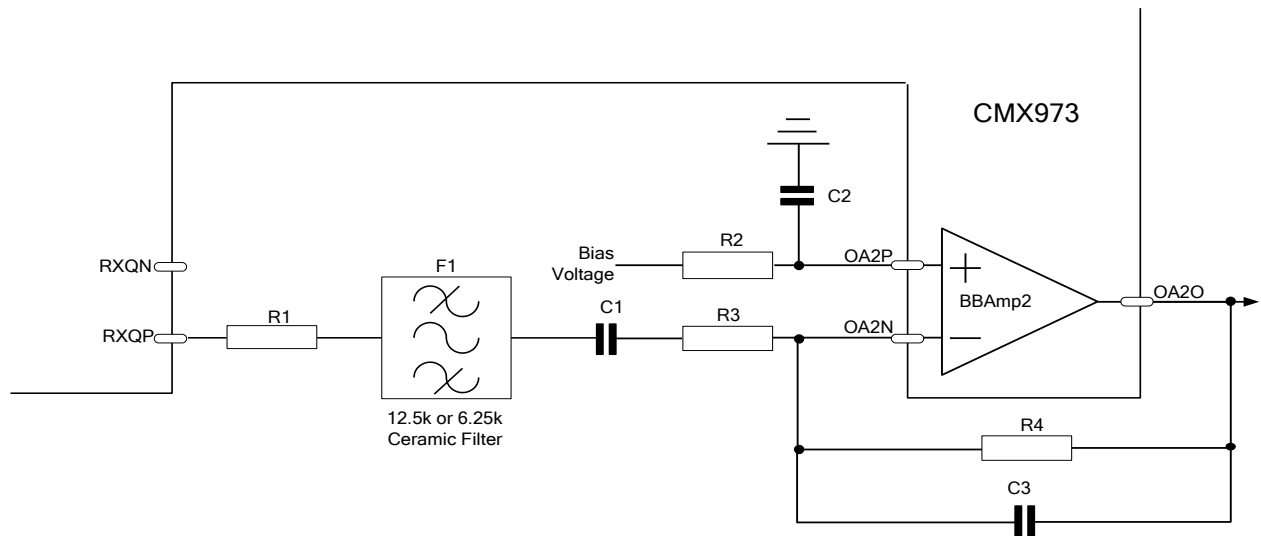 CMX973
C2
R2
Bias
Voltage
OA2P
RXQN
F1
C1
BBAmp2
OA2O
R1
R3
OA2N
RXQP
12.5k or 6.25k
Ceramic Filter
R4
C3